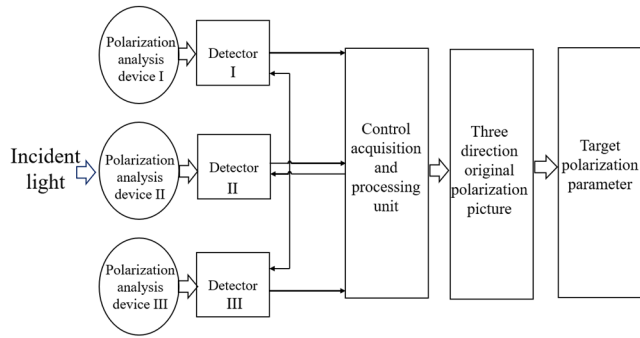 Polarization
analysis
device I
Detector
I
Incident
light
Polarization
analysis
device II
Detector
II
Polarization
analysis
device III
Detector
III
Control
acquisition
and
processing
unit
Three
direction
original
polarization
picture
Target
polarization
parameter